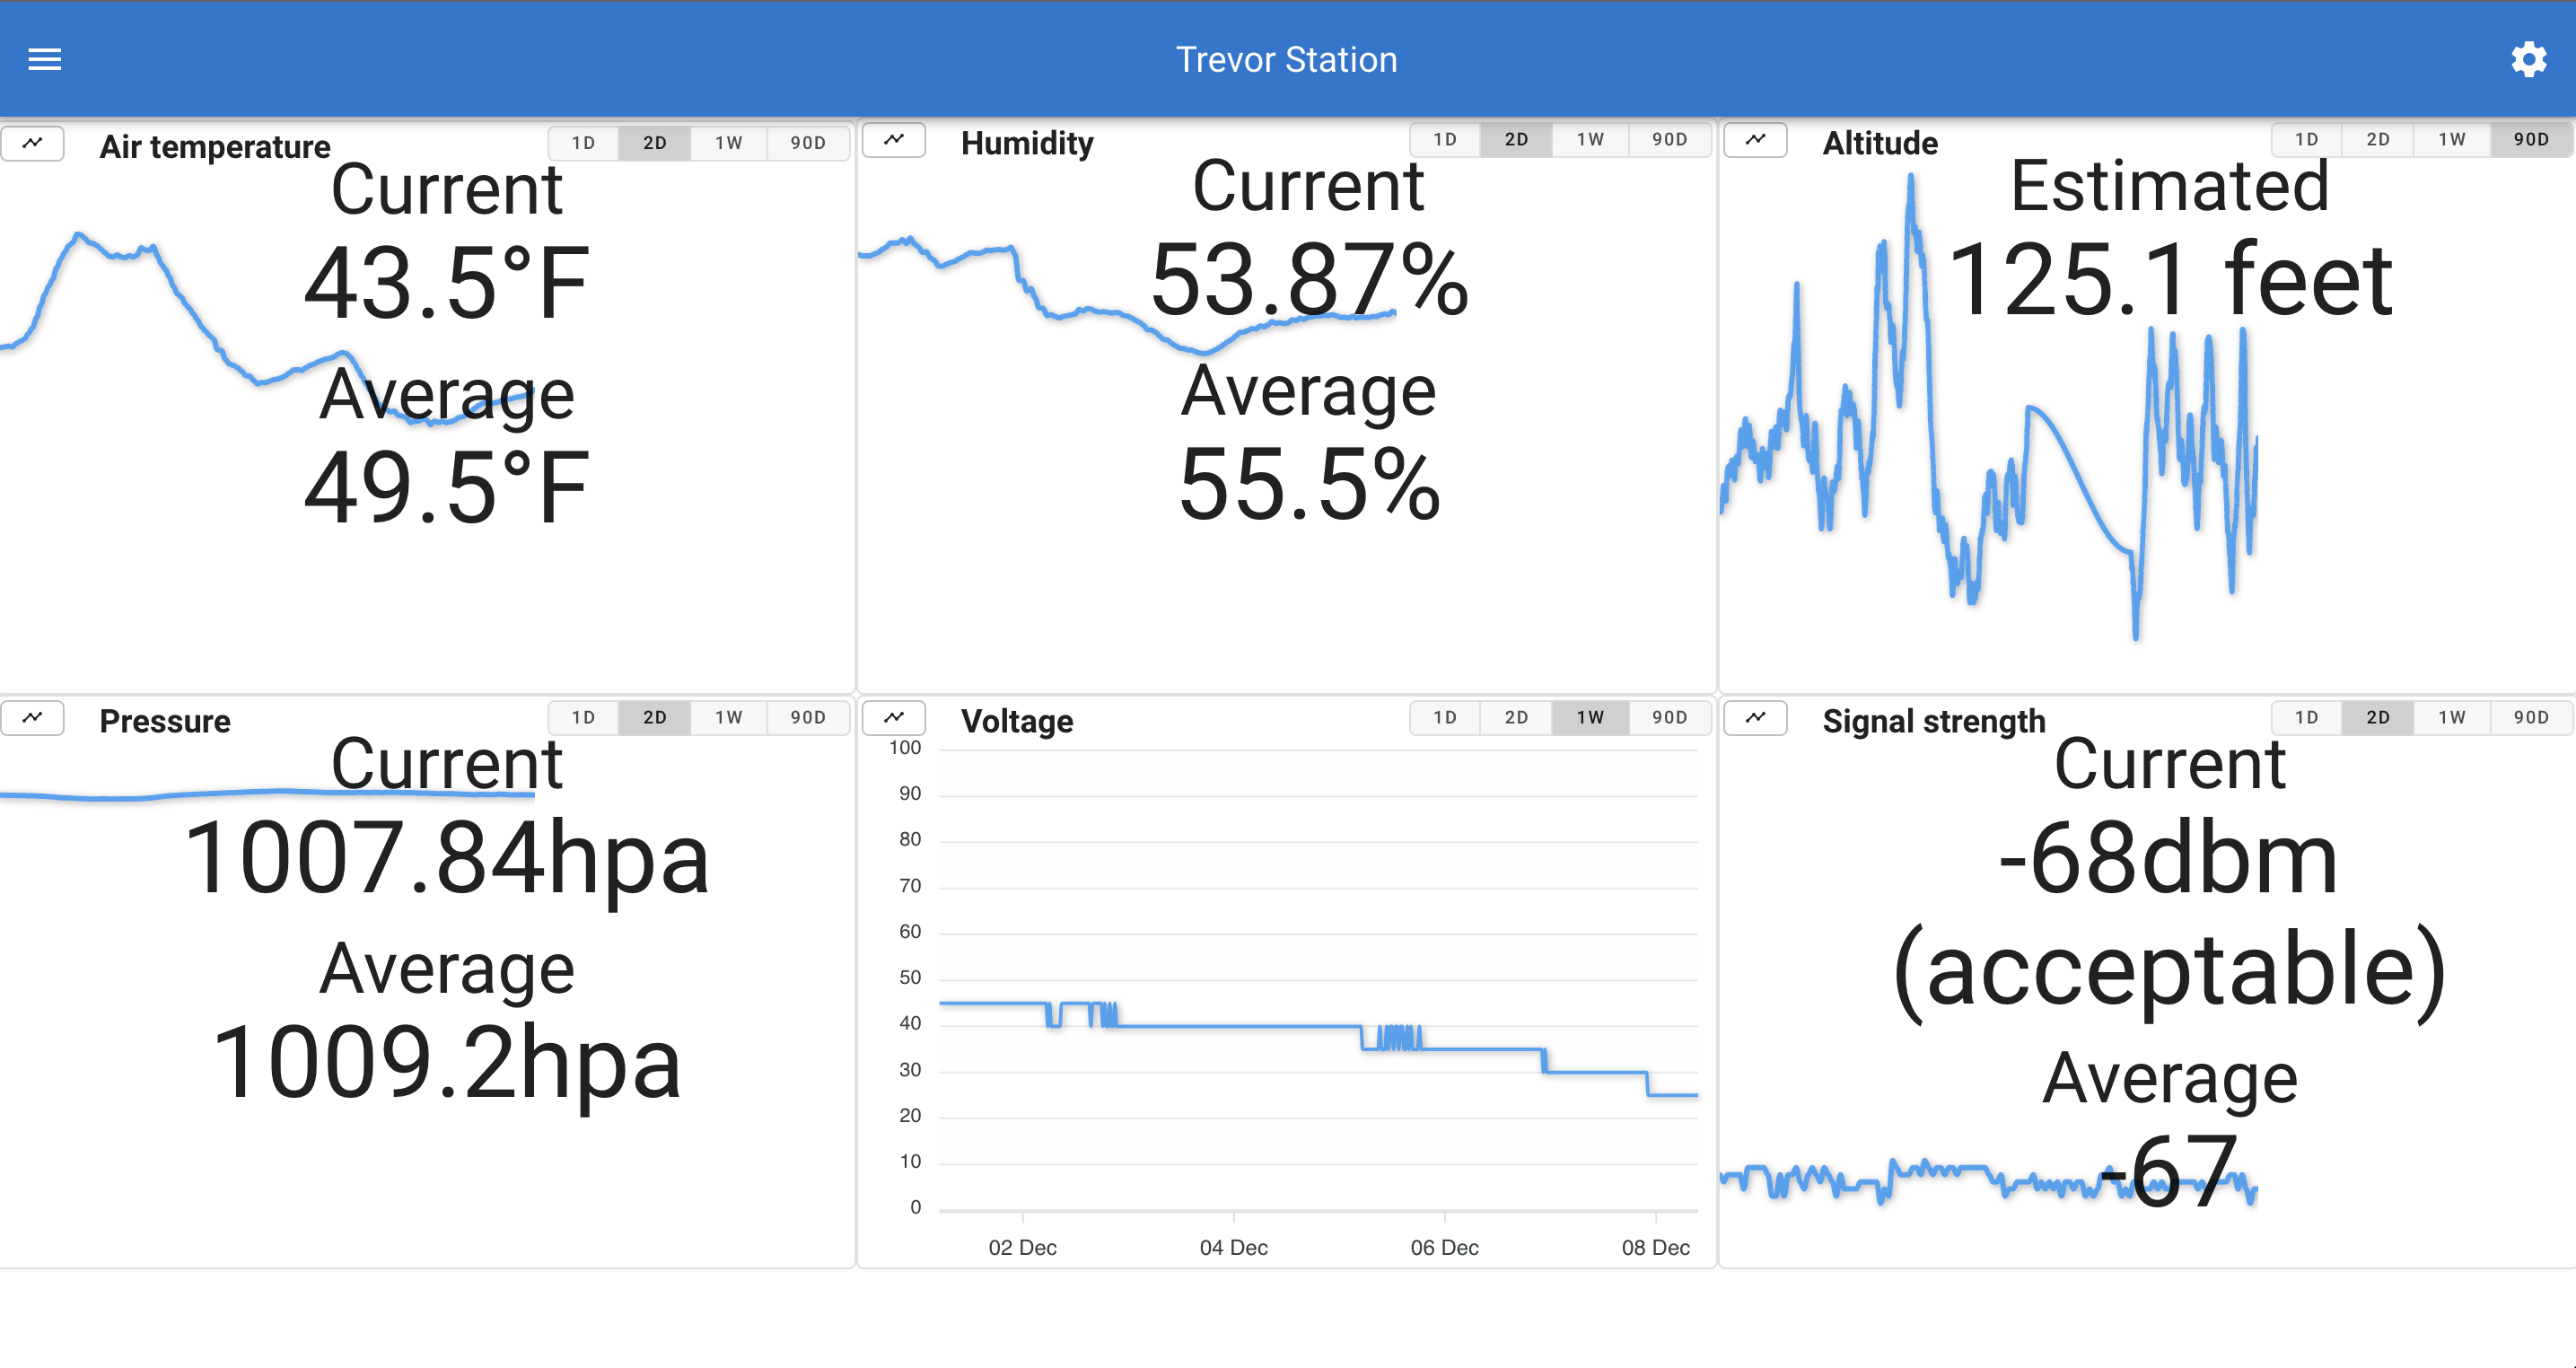 Trevor Station
Air temperature
1D 2D 1W 90D
Current
43.5°F
Average
49.5°F
Humidity
1D 2D 1W 90D
Current
53.87%
Average
55.5%
Altitude
1D 2D 1W 90D
Estimated
125.1 feet
Pressure
1D 2D 1W 90D
Current
1007.84hpa
Average
1009.2hpa
Voltage
1D 2D 1W 90D
100
90
80
70
60
50
40
30
20
10
0
02 Dec 04 Dec 06 Dec 08 Dec
Signal strength
1D 2D 1W 90D
Current
-68dbm
(acceptable)
Average
-67